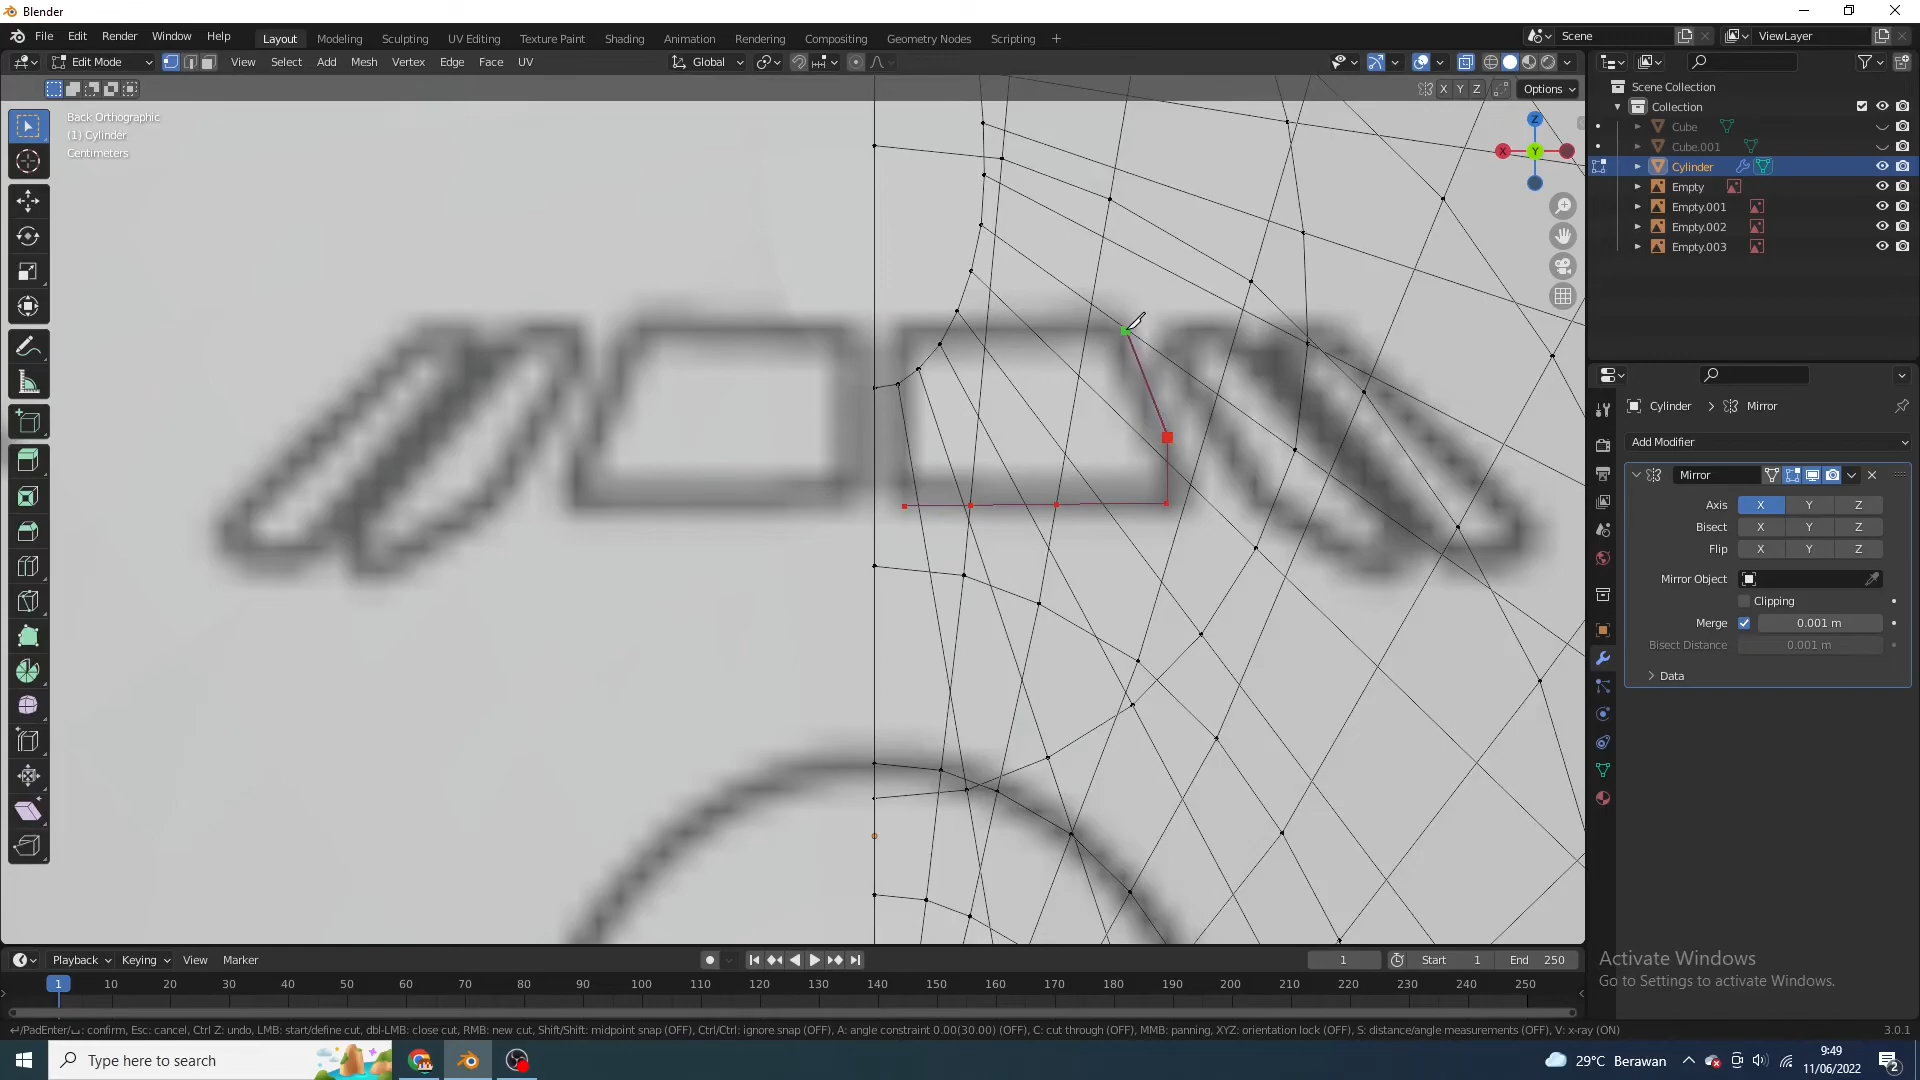 Blender
File Edit Render Window Help
Layout Modeling Sculpting UV Editing Texture Paint Shading Animation Rendering Compositing Geometry Nodes Scripting +
Scene ViewLayer
Edit Mode View Select Add Mesh Vertex Edge Face UV Global
X Y Z Options
Back Orthographic
(1) Cylinder
Centimeters
Z
X Y
Scene Collection
Collection
Cube
Cube.001
Cylinder
Empty
Empty.001
Empty.002
Empty.003
Cylinder > Mirror
Add Modifier
Mirror
Axis X Y Z
Bisect X Y Z
Flip X Y Z
Mirror Object
Clipping
Merge 0.001 m
Bisect Distance 0.001 m
> Data
Activate Windows
Go to Settings to activate Windows.
Playback Keying View Marker 1 Start 1 End 250
1 10 20 30 40 50 60 70 80 90 100 110 120 130 140 150 160 170 180 190 200 210 220 230 240 250
↵/PadEnter/␣: confirm, Esc: cancel, Ctrl Z: undo, LMB: start/define cut, dbl-LMB: close cut, RMB: new cut, Shift/Shift: midpoint snap (OFF), Ctrl/Ctrl: ignore snap (OFF), A: angle constraint 0.00(30.00) (OFF), C: cut through (OFF), MMB: panning, XYZ: orientation lock (OFF), S: distance/angle measurements (OFF), V: x-ray (ON) 3.0.1
Type here to search 29°C Berawan 9:49
11/06/2022 2